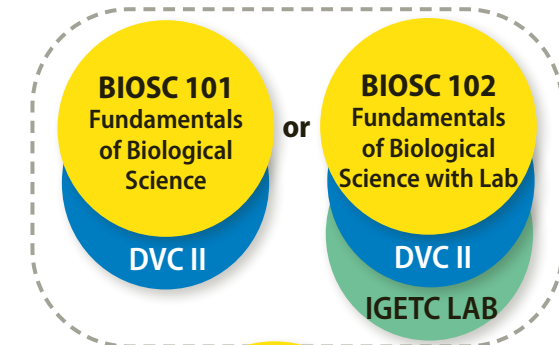 BIOSC 101
Fundamentals
of Biological
Science
DVC II
or
BIOSC 102
Fundamentals
of Biological
Science with Lab
DVC II
IGETC LAB